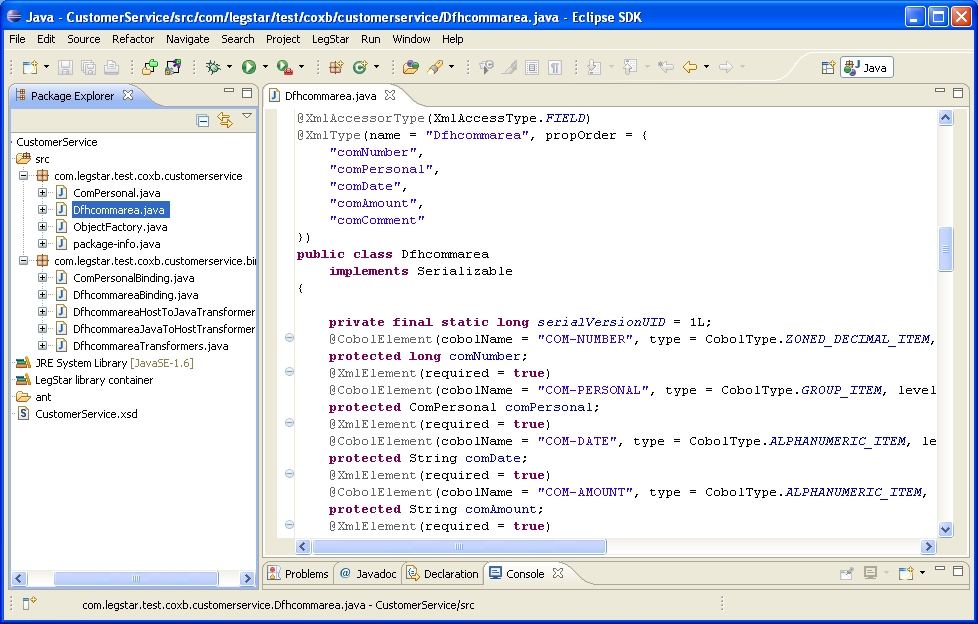 Java - CustomerService/src/com/legstar/test/coxb/customerservice/Dfhcommarea.java - Eclipse SDK
File Edit Source Refactor Navigate Search Project LegStar Run Window Help
Java
Package Explorer
CustomerService
src
com.legstar.test.coxb.customerservice
ComPersonal.java
Dfhcommarea.java
ObjectFactory.java
package-info.java
com.legstar.test.coxb.customerservice.bin
ComPersonalBinding.java
DfhcommareaBinding.java
DfhcommareaHostToJavaTransformer
DfhcommareaJavaToHostTransformer
DfhcommareaTransformers.java
JRE System Library [JavaSE-1.6]
LegStar library container
ant
CustomerService.xsd
Dfhcommarea.java
@XmlAccessorType(XmlAccessType.FIELD)
@XmlType(name = "Dfhcommarea", propOrder = {
"comNumber",
"comPersonal",
"comDate",
"comAmount",
"comComment"
})
public class Dfhcommarea
implements Serializable
{
private final static long serialVersionUID = 1L;
@CobolElement(cobolName = "COM-NUMBER", type = CobolType.ZONED_DECIMAL_ITEM,
protected long comNumber;
@XmlElement(required = true)
@CobolElement(cobolName = "COM-PERSONAL", type = CobolType.GROUP_ITEM, level
protected ComPersonal comPersonal;
@XmlElement(required = true)
@CobolElement(cobolName = "COM-DATE", type = CobolType.ALPHANUMERIC_ITEM, le
protected String comDate;
@XmlElement(required = true)
@CobolElement(cobolName = "COM-AMOUNT", type = CobolType.ALPHANUMERIC_ITEM,
protected String comAmount;
@XmlElement(required = true)
Problems @ Javadoc Declaration Console
com.legstar.test.coxb.customerservice.Dfhcommarea.java - CustomerService/src